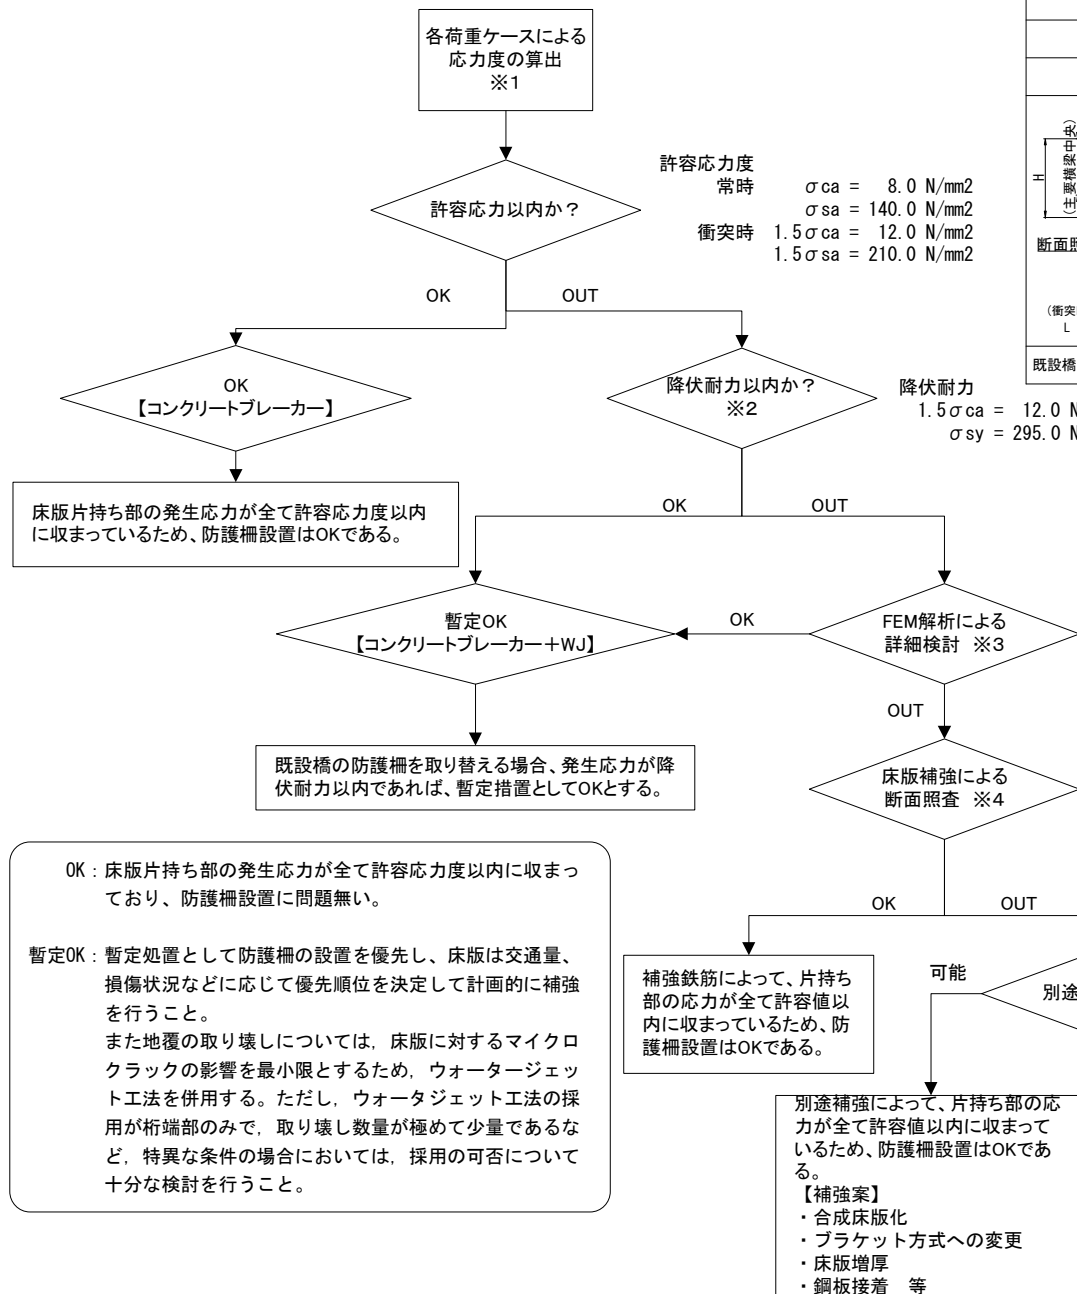 各荷重ケースによる
応力度の算出
※1
許容応力以内か？
許容応力度
常時 σca = 8.0 N/mm2
σsa = 140.0 N/mm2
衝突時 1.5σca = 12.0 N/mm2
1.5σsa = 210.0 N/mm2
H
(主要横梁中央)
断面照
(衝突
L
既設橋
OK
OUT
OK
【コンクリートブレーカー】
降伏耐力以内か？
※2
降伏耐力
1.5σca = 12.0 N
σsy = 295.0 N
床版片持ち部の発生応力が全て許容応力度以内
に収まっているため、防護柵設置はOKである。
OK
OUT
暫定OK
【コンクリートブレーカー＋WJ】
OK
FEM解析による
詳細検討 ※3
OUT
既設橋の防護柵を取り替える場合、発生応力が降
伏耐力以内であれば、暫定措置としてOKとする。
床版補強による
断面照査 ※4
OK
OUT
OK：床版片持ち部の発生応力が全て許容応力度以内に収まっ
ており、防護柵設置に問題無い。
暫定OK：暫定処置として防護柵の設置を優先し、床版は交通量、
損傷状況などに応じて優先順位を決定して計画的に補強
を行うこと。
また地覆の取り壊しについては，床版に対するマイクロ
クラックの影響を最小限とするため，ウォータージェッ
ト工法を併用する。ただし，ウォータジェット工法の採
用が桁端部のみで，取り壊し数量が極めて少量であるな
ど，特異な条件の場合においては，採用の可否について
十分な検討を行うこと。
補強鉄筋によって、片持ち
部の応力が全て許容値以
内に収まっているため、防
護柵設置はOKである。
可能
別途
別途補強によって、片持ち部の応
力が全て許容値以内に収まって
いるため、防護柵設置はOKであ
る。
【補強案】
・合成床版化
・ブラケット方式への変更
・床版増厚
・鋼板接着 等